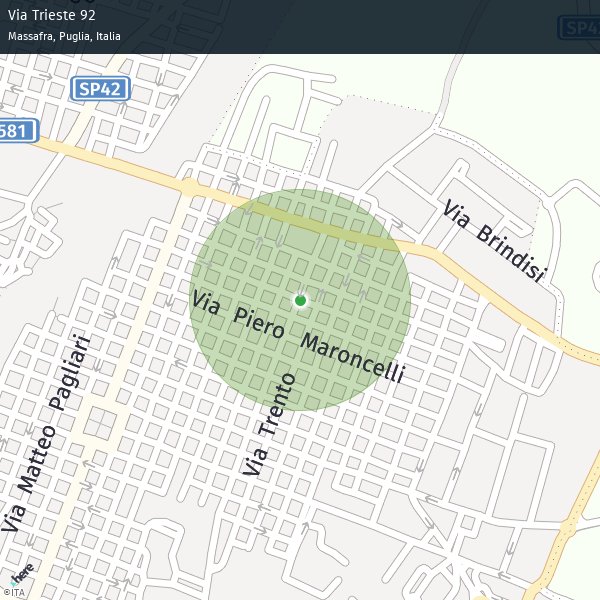 Via Trieste 92
Massafra, Puglia, Italia
SP42
SP42
581
Via Brindisi
Via Piero Maroncelli
Via Trento
Via Matteo Pagliari
here
©ITA